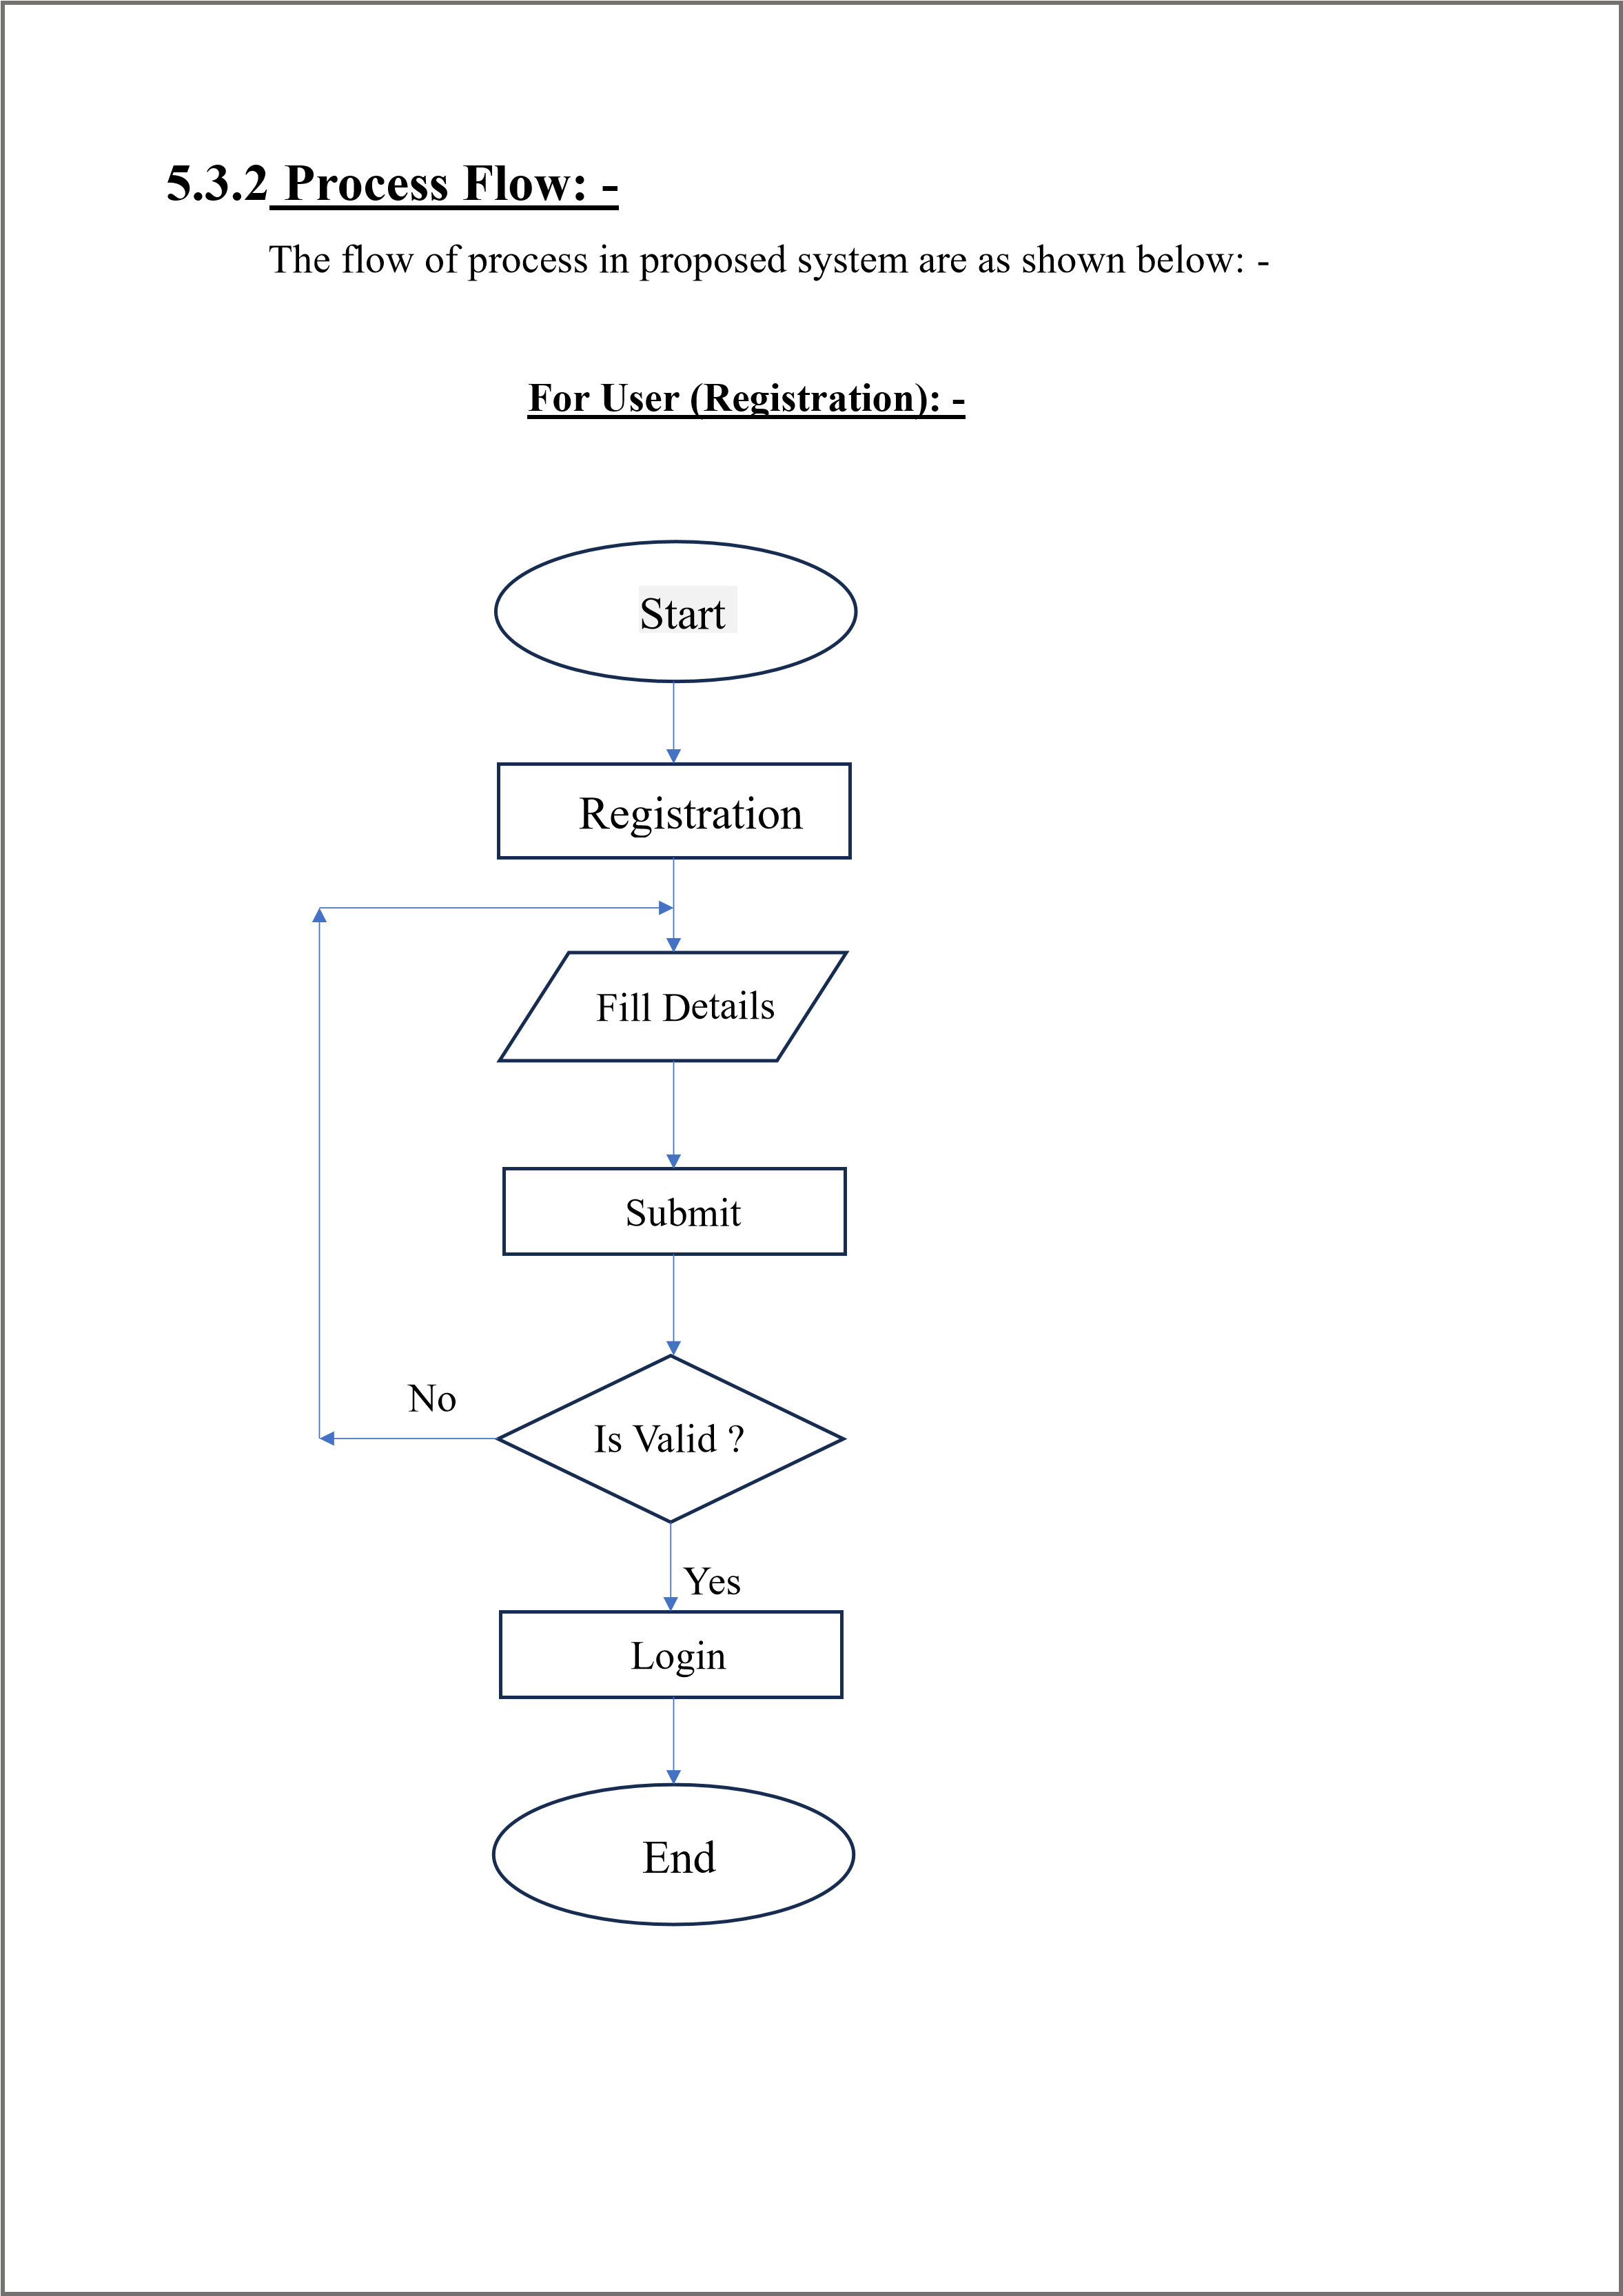 5.3.2 Process Flow: -
The flow of process in proposed system are as shown below: -
For User (Registration): -
Start
Registration
Fill Details
Submit
No
Is Valid ?
Yes
Login
End